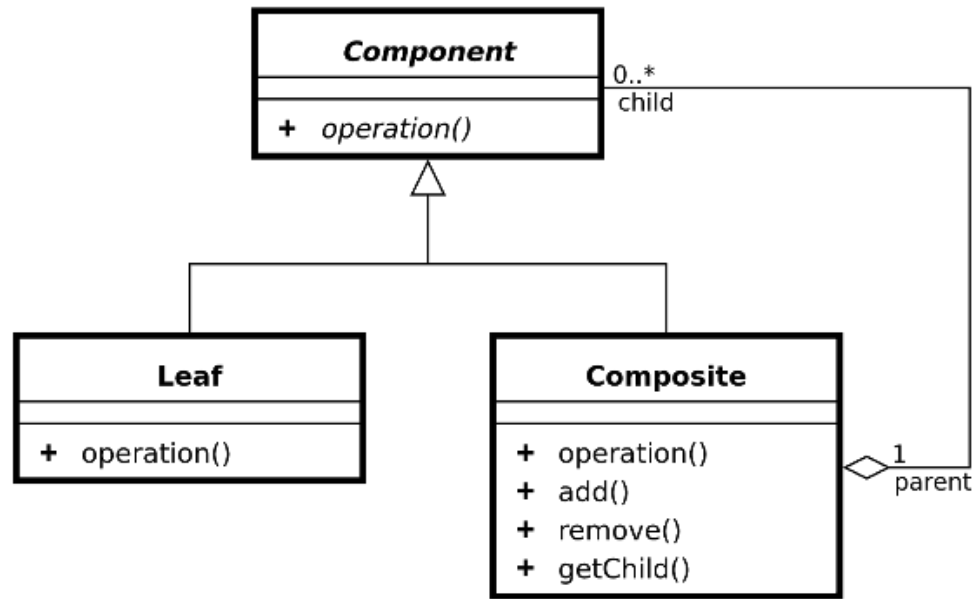 Component
+ operation()
0..*
child
Leaf
+ operation()
Composite
+ operation()
+ add()
+ remove()
+ getChild()
1
parent